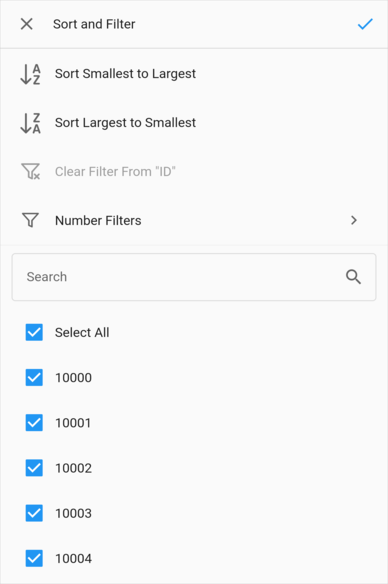 Sort and Filter
A
Z
Sort Smallest to Largest
Z
A
Sort Largest to Smallest
Clear Filter From "ID"
Number Filters
Search
Select All
10000
10001
10002
10003
10004